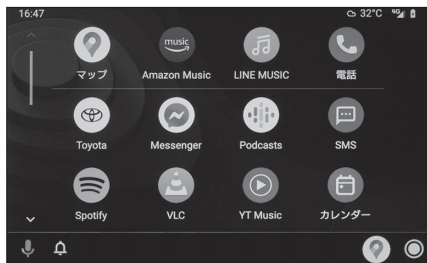 16:47 32°C 4G
マップ Amazon Music LINE MUSIC 電話
music
Toyota Messenger Podcasts SMS
Spotify VLC YT Music カレンダー